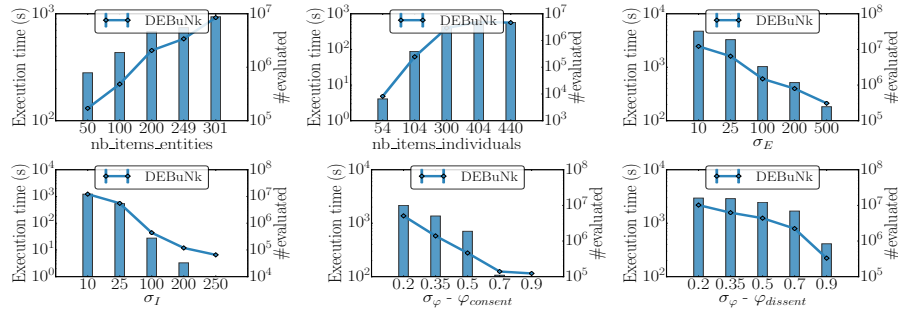 DEBuNk
Execution time (s)
10^3
10^2
10^7
10^6
10^5
#evaluated
50 100 200 249 301
nb_items_entities
DEBuNk
Execution time (s)
10^3
10^2
10^1
10^0
10^7
10^6
10^5
10^4
10^3
#evaluated
54 104 300 404 440
nb_items_individuals
DEBuNk
Execution time (s)
10^3
10^2
10^8
10^7
10^6
10^5
#evaluated
10 25 100 200 500
σ_E
DEBuNk
Execution time (s)
10^4
10^3
10^2
10^1
10^0
10^8
10^7
10^6
10^5
10^4
#evaluated
10 25 100 200 250
σ_I
DEBuNk
Execution time (s)
10^4
10^3
10^2
10^8
10^7
10^6
10^5
#evaluated
0.2 0.35 0.5 0.7 0.9
σ_φ - φ_consent
DEBuNk
Execution time (s)
10^4
10^3
10^2
10^8
10^7
10^6
10^5
#evaluated
0.2 0.35 0.5 0.7 0.9
σ_φ - φ_dissent